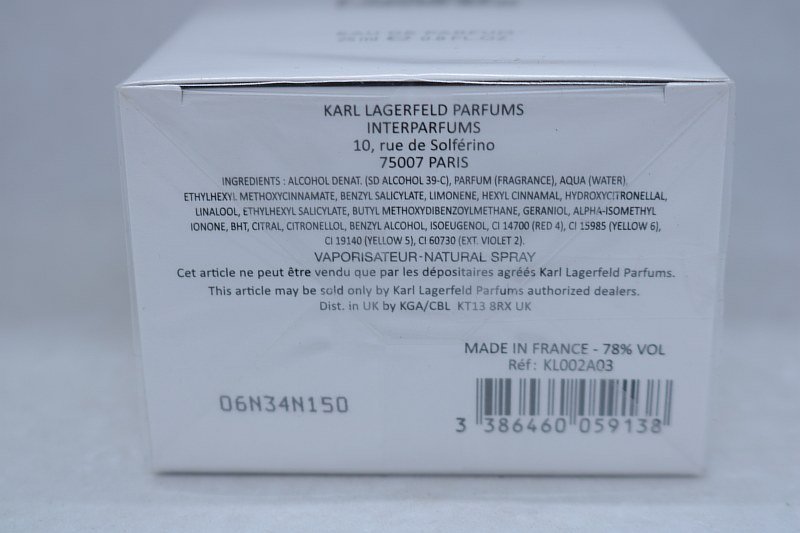 KARL LAGERFELD PARFUMS
INTERPARFUMS
10, rue de Solférino
75007 PARIS
INGREDIENTS : ALCOHOL DENAT. (SD ALCOHOL 39-C), PARFUM (FRAGRANCE), AQUA (WATER),
ETHYLHEXYL METHOXYCINNAMATE, BENZYL SALICYLATE, LIMONENE, HEXYL CINNAMAL, HYDROXYCITRONELLAL,
LINALOOL, ETHYLHEXYL SALICYLATE, BUTYL METHOXYDIBENZOYLMETHANE, GERANIOL, ALPHA-ISOMETHYL
IONONE, BHT, CITRAL, CITRONELLOL, BENZYL ALCOHOL, ISOEUGENOL, CI 14700 (RED 4), CI 15985 (YELLOW 6),
CI 19140 (YELLOW 5), CI 60730 (EXT. VIOLET 2).
VAPORISATEUR-NATURAL SPRAY
Cet article ne peut être vendu que par les dépositaires agréés Karl Lagerfeld Parfums.
This article may be sold only by Karl Lagerfeld Parfums authorized dealers.
Dist. in UK by KGA/CBL KT13 8RX UK
MADE IN FRANCE - 78% VOL
Réf : KL002A03
06N34N150
3 386460 059138